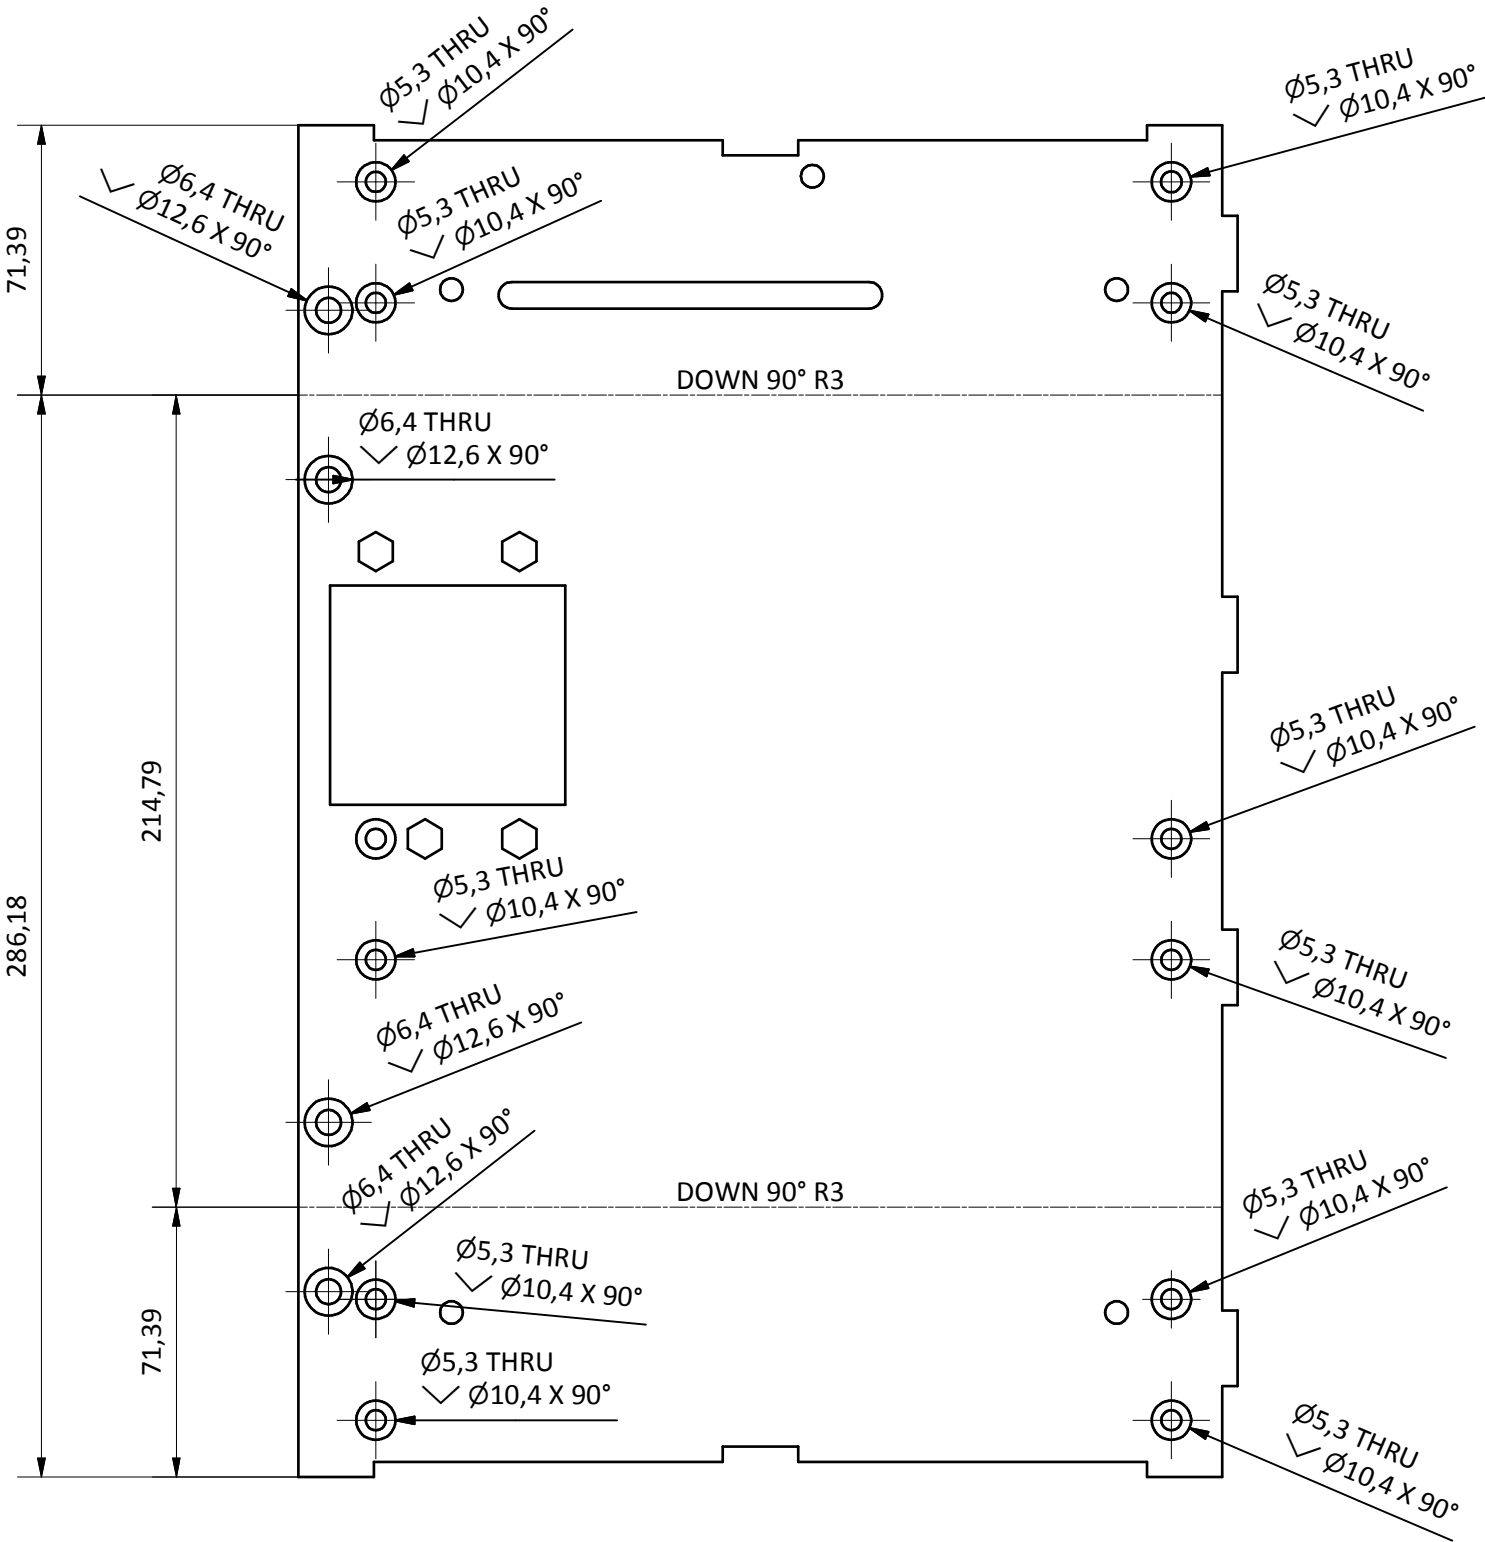 Ø5,3 THRU
⌵ Ø10,4 X 90°
Ø5,3 THRU
⌵ Ø10,4 X 90°
Ø6,4 THRU
⌵ Ø12,6 X 90°
Ø5,3 THRU
⌵ Ø10,4 X 90°
71,39
Ø5,3 THRU
⌵ Ø10,4 X 90°
DOWN 90° R3
Ø6,4 THRU
⌵ Ø12,6 X 90°
Ø5,3 THRU
⌵ Ø10,4 X 90°
214,79
286,18
Ø5,3 THRU
⌵ Ø10,4 X 90°
Ø5,3 THRU
⌵ Ø10,4 X 90°
Ø6,4 THRU
⌵ Ø12,6 X 90°
Ø6,4 THRU
⌵ Ø12,6 X 90°
DOWN 90° R3
Ø5,3 THRU
⌵ Ø10,4 X 90°
Ø5,3 THRU
⌵ Ø10,4 X 90°
71,39
Ø5,3 THRU
⌵ Ø10,4 X 90°
Ø5,3 THRU
⌵ Ø10,4 X 90°